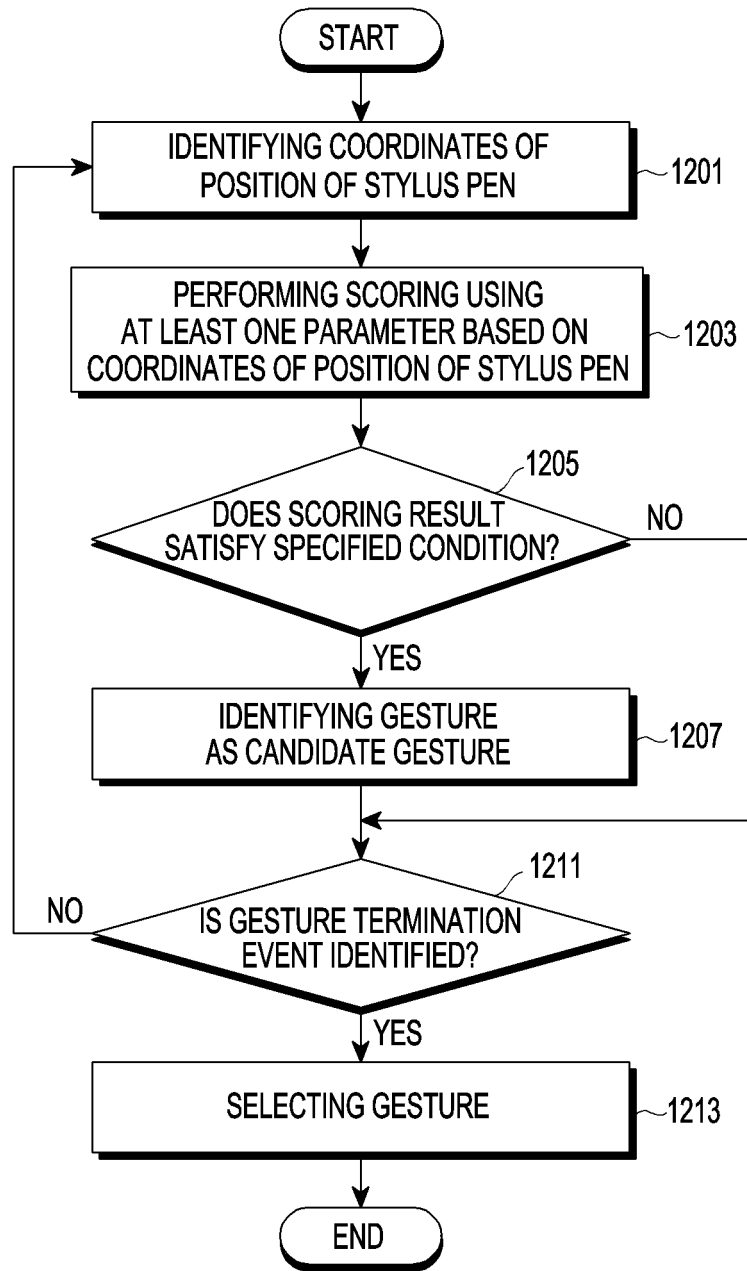 START
IDENTIFYING COORDINATES OF
POSITION OF STYLUS PEN
1201
PERFORMING SCORING USING
AT LEAST ONE PARAMETER BASED ON
COORDINATES OF POSITION OF STYLUS PEN
1203
1205
DOES SCORING RESULT
SATISFY SPECIFIED CONDITION?
NO
YES
IDENTIFYING GESTURE
AS CANDIDATE GESTURE
1207
1211
NO
IS GESTURE TERMINATION
EVENT IDENTIFIED?
YES
SELECTING GESTURE
1213
END